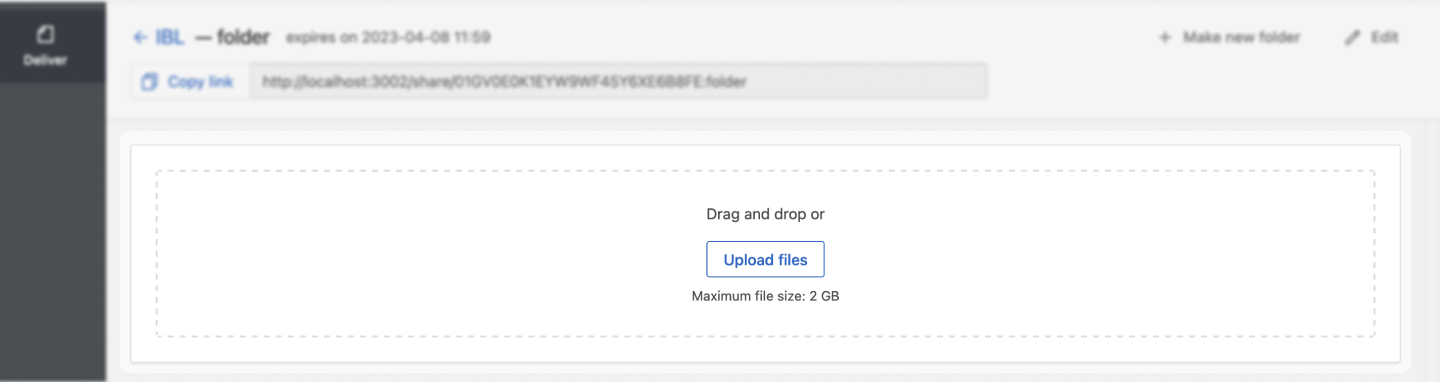 Deliver
← IBL — folder expires on 2023-04-08 11:59
+ Make new folder
Edit
Copy link
http://localhost:3002/share/01GV0E0K1EYW9WF45Y6XE6B8FE:folder
Drag and drop or
Upload files
Maximum file size: 2 GB